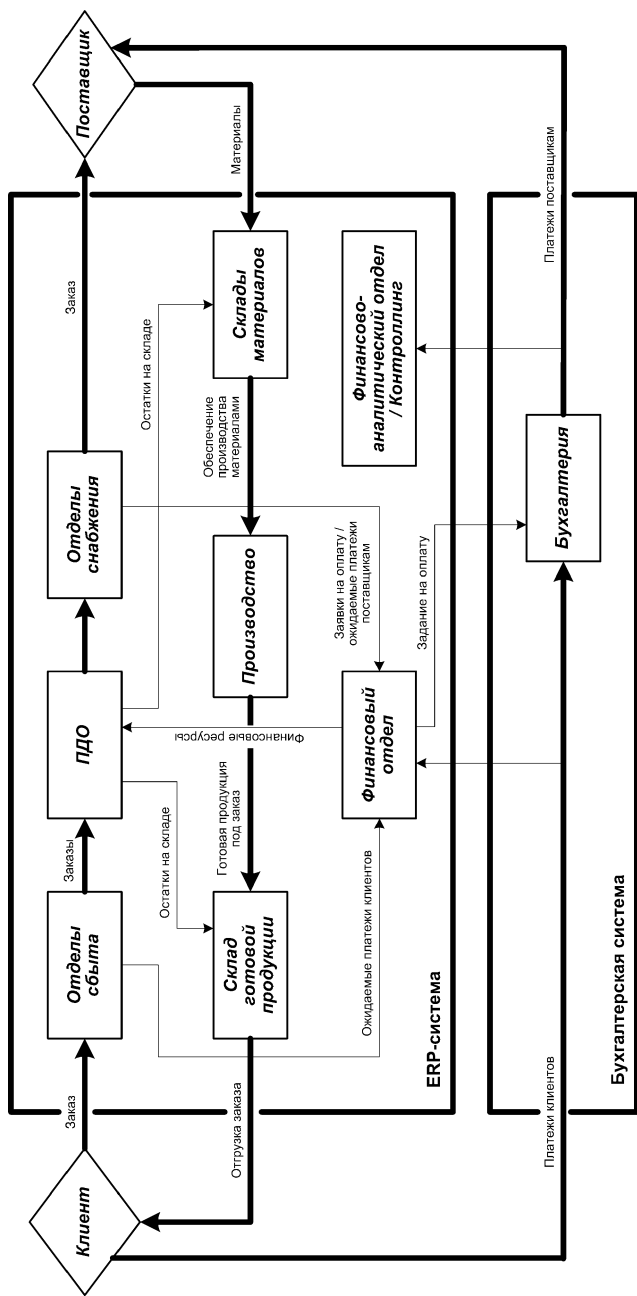 Клиент
Заказ
Отделы
сбыта
Заказы
ПДО
Отделы
снабжения
Заказ
Поставщик
Остатки на складе
Остатки на складе
Отгрузка заказа
Склад
готовой
продукции
Готовая продукция
под заказ
Финансовые ресурсы
Производство
Обеспечение
производства
материалами
Склады
материалов
Материалы
Ожидаемые платежи клиентов
Финансовый
отдел
Заявки на оплату /
ожидаемые платежи
поставщикам
Финансово-
аналитический отдел
/ Контроллинг
ERP-система
Задание на оплату
Платежи клиентов
Бухгалтерия
Платежи поставщикам
Бухгалтерская система